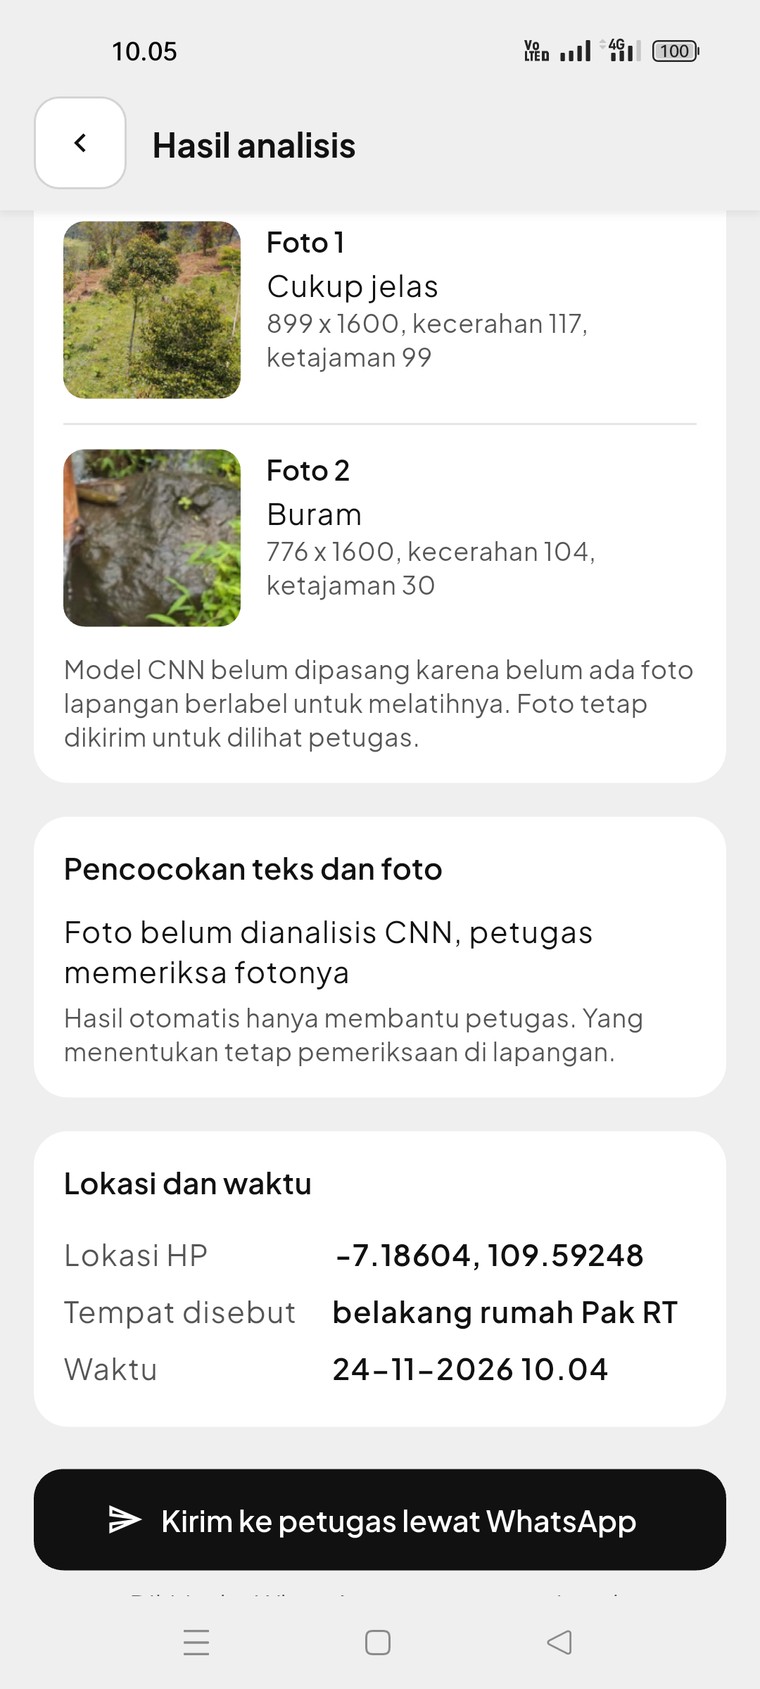 10.05
Vo LTE D 4G 100
Hasil analisis
Foto 1
Cukup jelas
899 x 1600, kecerahan 117,
ketajaman 99
Foto 2
Buram
776 x 1600, kecerahan 104,
ketajaman 30
Model CNN belum dipasang karena belum ada foto
lapangan berlabel untuk melatihnya. Foto tetap
dikirim untuk dilihat petugas.
Pencocokan teks dan foto
Foto belum dianalisis CNN, petugas
memeriksa fotonya
Hasil otomatis hanya membantu petugas. Yang
menentukan tetap pemeriksaan di lapangan.
Lokasi dan waktu
Lokasi HP -7.18604, 109.59248
Tempat disebut belakang rumah Pak RT
Waktu 24-11-2026 10.04
Kirim ke petugas lewat WhatsApp